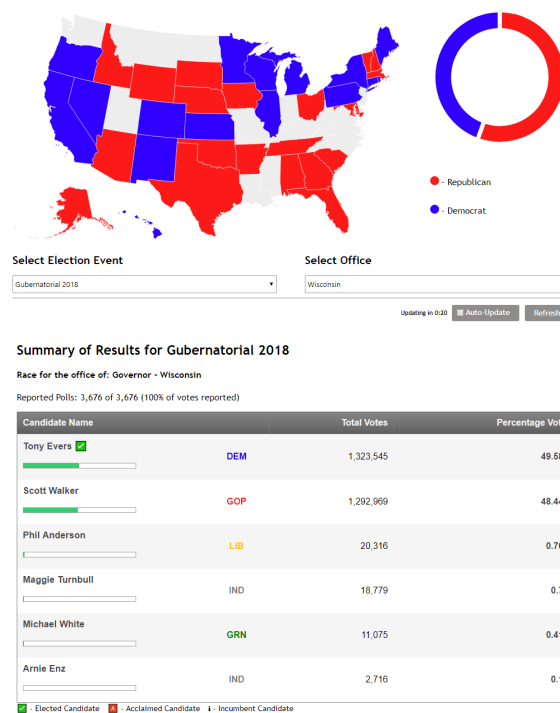 - Republican
- Democrat
Select Election Event
Select Office
Gubernatorial 2018
Wisconsin
Updating in 0:20
Auto-Update
Refresh
Summary of Results for Gubernatorial 2018
Race for the office of: Governor - Wisconsin
Reported Polls: 3,676 of 3,676 (100% of votes reported)
Candidate Name Total Votes Percentage
Tony Evers
DEM 1,323,545
Scott Walker
GOP 1,292,969
Phil Anderson
LIB 20,316
Maggie Turnbull
IND 18,779
Michael White
GRN 11,075
Arnie Enz
IND 2,716
- Elected Candidate A - Acclaimed Candidate i - Incumbent Candidate